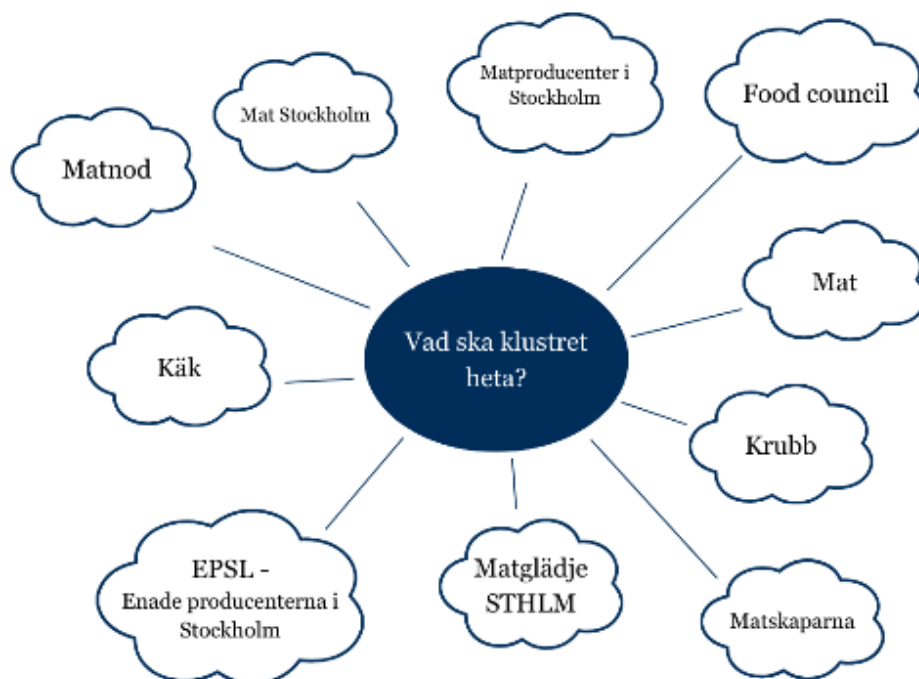 Matproducenter i
Stockholm
Food council
Mat Stockholm
Matnod
Mat
Vad ska klustret
heta?
Käk
Krubb
EPSL -
Enade producenterna i
Stockholm
Matglädje
STHLM
Matskaparna